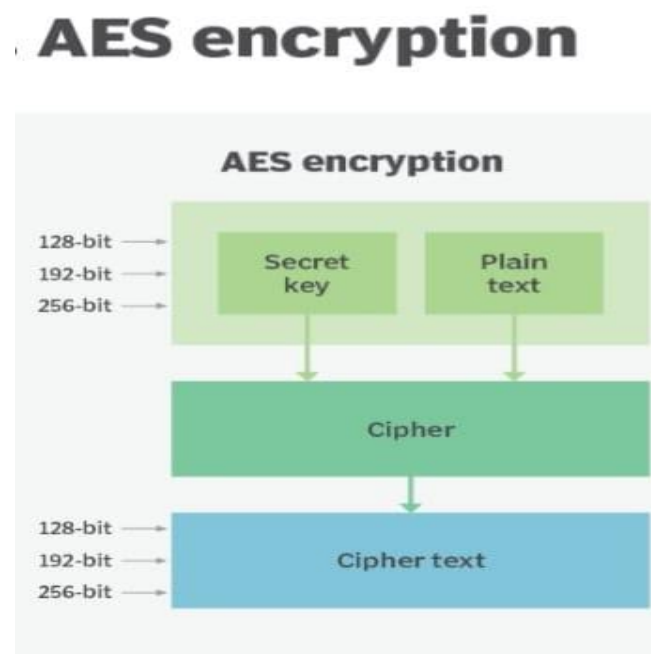 AES encryption
AES encryption
128-bit
192-bit
256-bit
Secret
key
Plain
text
Cipher
128-bit
192-bit
256-bit
Cipher text